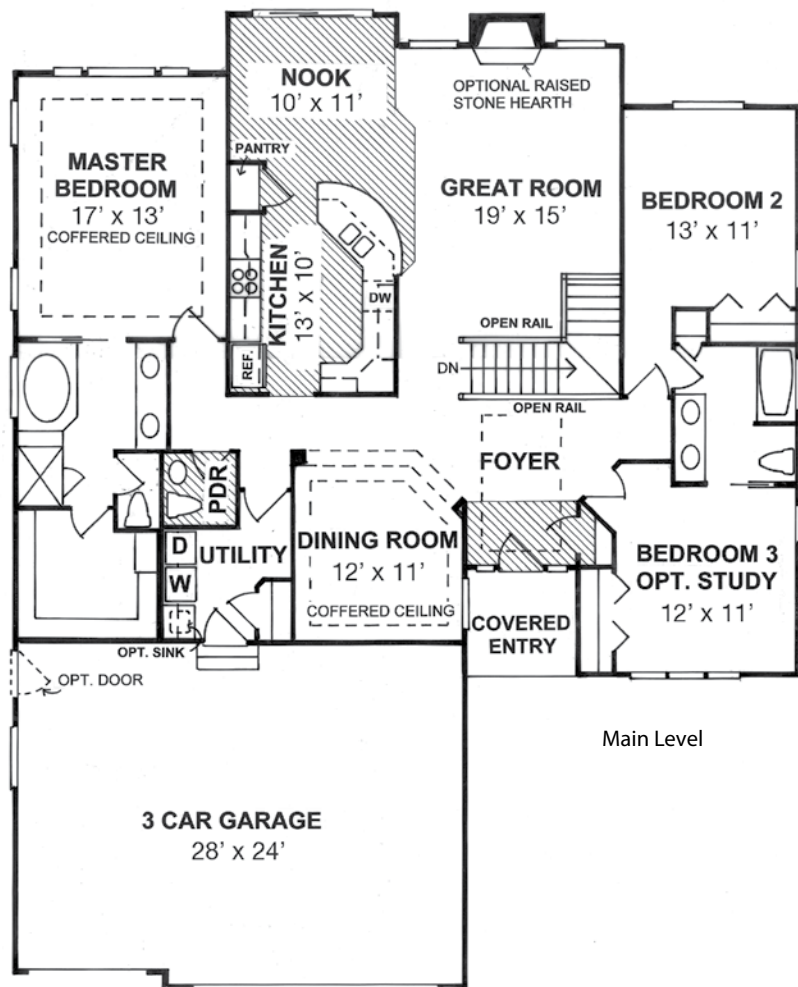 NOOK
10' x 11'
OPTIONAL RAISED
STONE HEARTH
PANTRY
MASTER
BEDROOM
17' x 13'
COFFERED CEILING
GREAT ROOM
19' x 15'
BEDROOM 2
13' x 11'
KITCHEN
13' x 10'
DW
REF.
OPEN RAIL
DN
OPEN RAIL
FOYER
PDR
D
W
UTILITY
DINING ROOM
12' x 11'
COFFERED CEILING
BEDROOM 3
OPT. STUDY
12' x 11'
COVERED
ENTRY
OPT. SINK
OPT. DOOR
Main Level
3 CAR GARAGE
28' x 24'